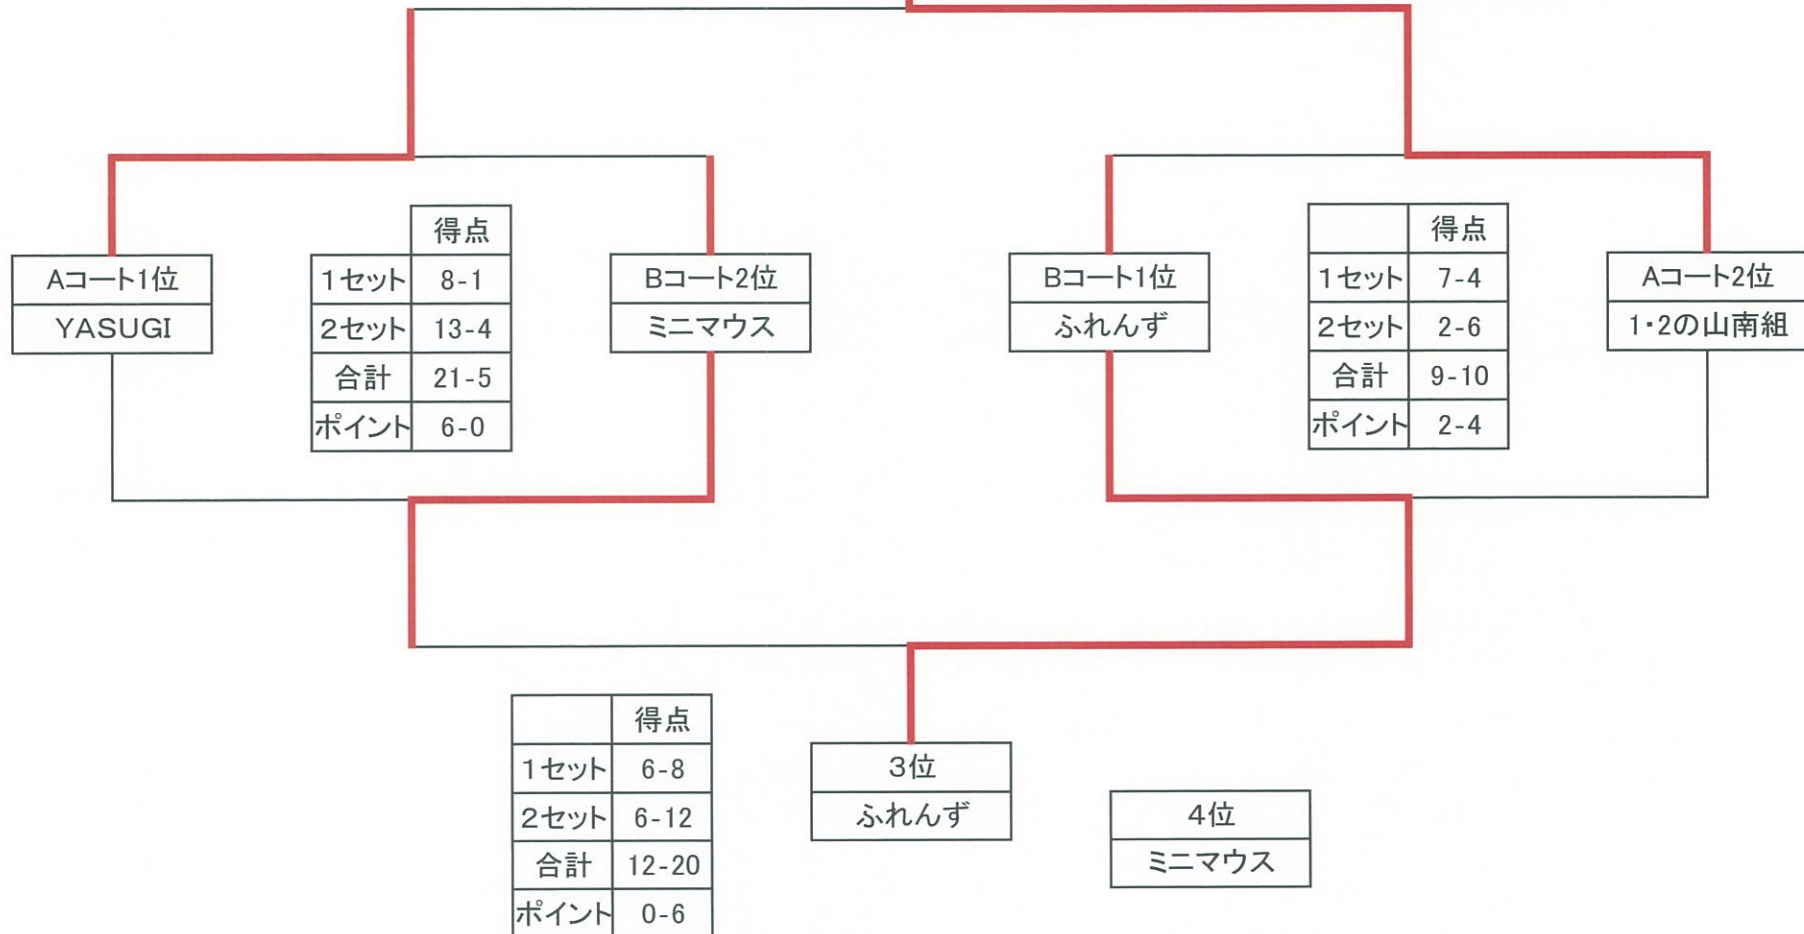 Aコート1位
YASUGI
得点
1セット 8-1
2セット 13-4
合計 21-5
ポイント 6-0
Bコート2位
ミニマウス
Bコート1位
ふれんず
得点
1セット 7-4
2セット 2-6
合計 9-10
ポイント 2-4
Aコート2位
1・2の山南組
得点
1セット 6-8
2セット 6-12
合計 12-20
ポイント 0-6
3位
ふれんず
4位
ミニマウス